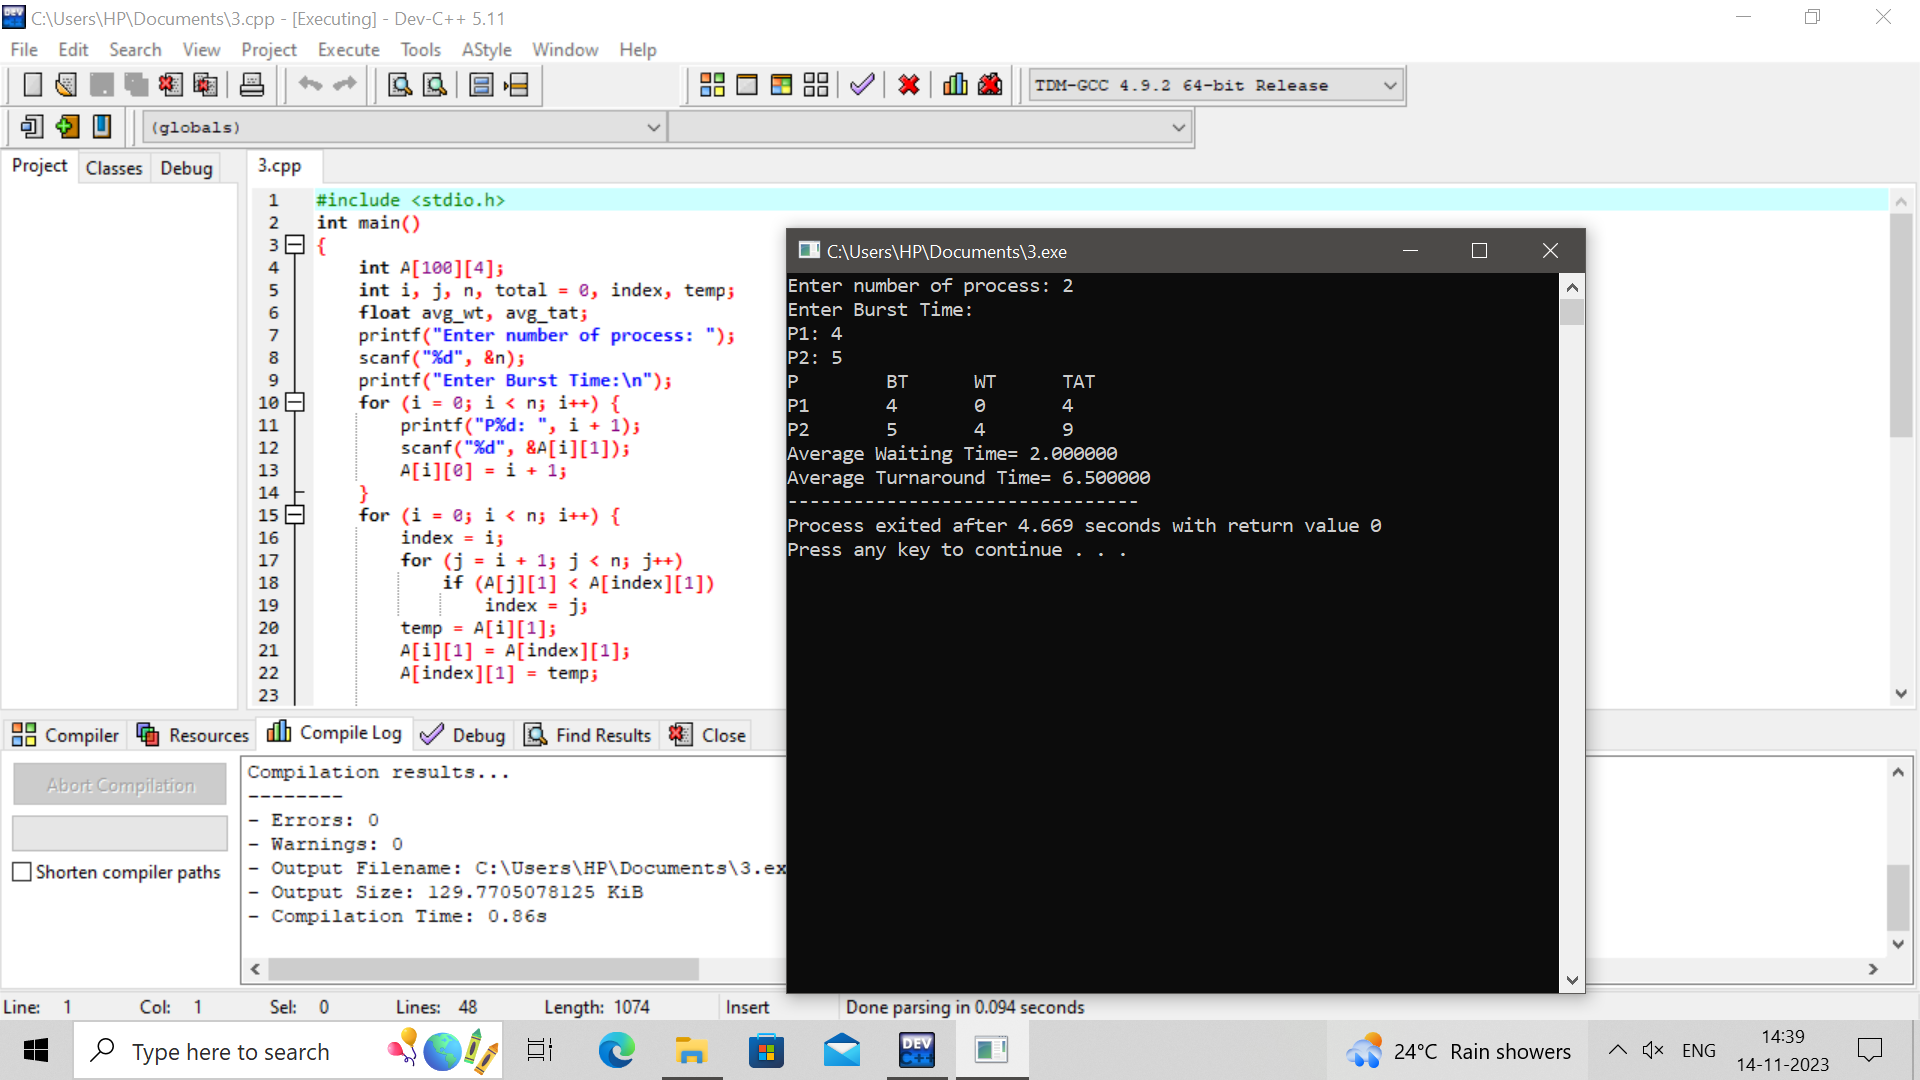 C:\Users\HP\Documents\3.cpp - [Executing] - Dev-C++ 5.11
File Edit Search View Project Execute Tools AStyle Window Help
TDM-GCC 4.9.2 64-bit Release
(globals)
Project Classes Debug 3.cpp
1 #include <stdio.h>
2 int main()
3 {
4 int A[100][4];
5 int i, j, n, total = 0, index, temp;
6 float avg_wt, avg_tat;
7 printf("Enter number of process: ");
8 scanf("%d", &n);
9 printf("Enter Burst Time:\n");
10 for (i = 0; i < n; i++) {
11 printf("P%d: ", i + 1);
12 scanf("%d", &A[i][1]);
13 A[i][0] = i + 1;
14 }
15 for (i = 0; i < n; i++) {
16 index = i;
17 for (j = i + 1; j < n; j++)
18 if (A[j][1] < A[index][1])
19 index = j;
20 temp = A[i][1];
21 A[i][1] = A[index][1];
22 A[index][1] = temp;
23
C:\Users\HP\Documents\3.exe
Enter number of process: 2
Enter Burst Time:
P1: 4
P2: 5
P BT WT TAT
P1 4 0 4
P2 5 4 9
Average Waiting Time= 2.000000
Average Turnaround Time= 6.500000
--------------------------------
Process exited after 4.669 seconds with return value 0
Press any key to continue . . .
Compiler Resources Compile Log Debug Find Results Close
Abort Compilation
Shorten compiler paths
Compilation results...
--------
- Errors: 0
- Warnings: 0
- Output Filename: C:\Users\HP\Documents\3.ex
- Output Size: 129.7705078125 KiB
- Compilation Time: 0.86s
Line: 1 Col: 1 Sel: 0 Lines: 48 Length: 1074 Insert Done parsing in 0.094 seconds
Type here to search
DEV C++
24°C Rain showers
ENG
14:39
14-11-2023